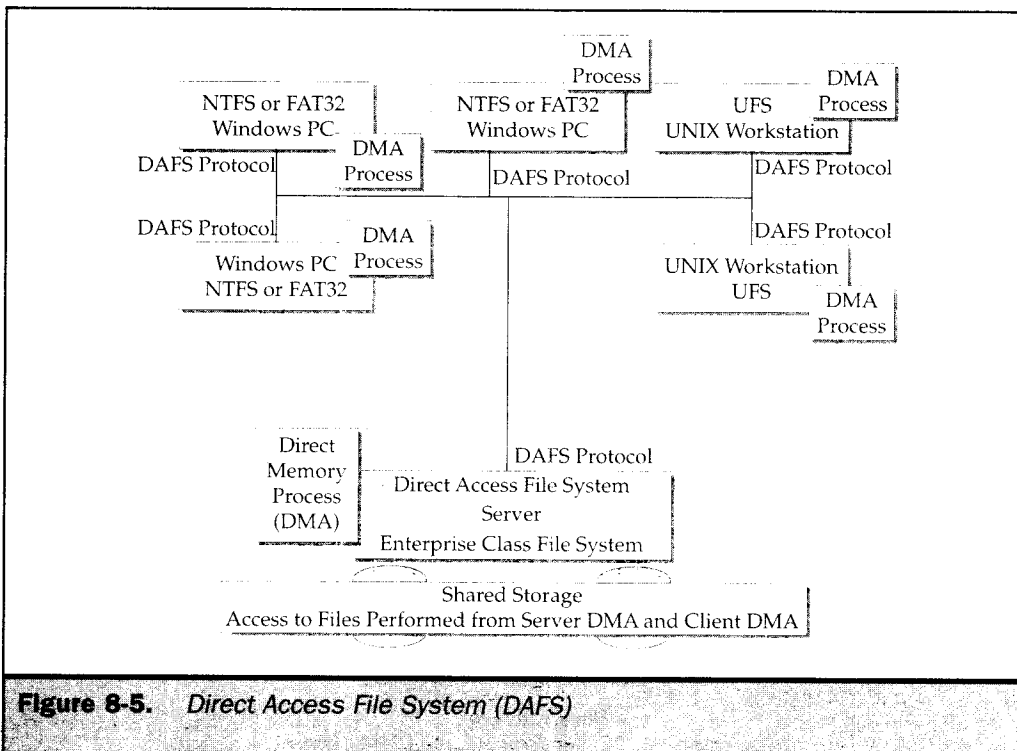 DMA
Process
NTFS or FAT32
Windows PC
DMA
Process
DAFS Protocol
NTFS or FAT32
Windows PC
DAFS Protocol
DMA
Process
UFS
UNIX Workstation
DAFS Protocol
DAFS Protocol
Windows PC
NTFS or FAT32
DMA
Process
DAFS Protocol
UNIX Workstation
UFS
DMA
Process
Direct
Memory
Process
(DMA)
DAFS Protocol
Direct Access File System
Server
Enterprise Class File System
Shared Storage
Access to Files Performed from Server DMA and Client DMA
Figure 8-5. Direct Access File System (DAFS)